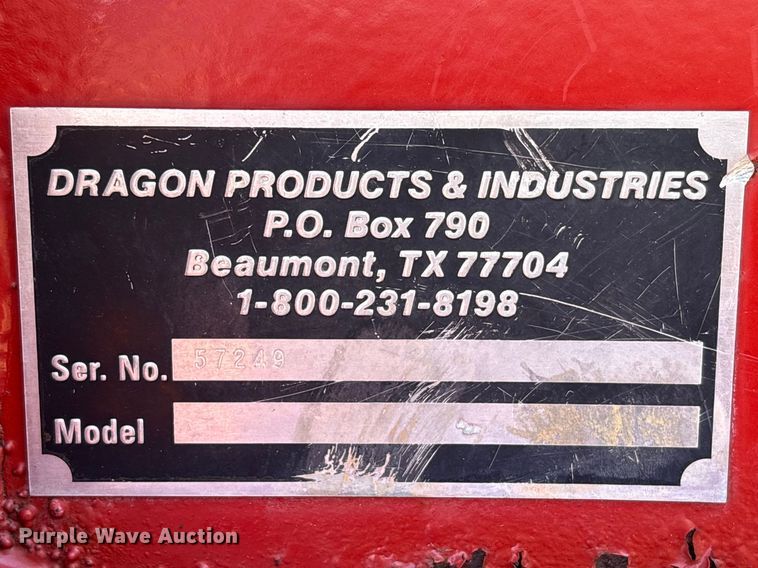 DRAGON PRODUCTS & INDUSTRIES
P.O. Box 790
Beaumont, TX 77704
1-800-231-8198
Ser. No. 57249
Model
Purple Wave Auction